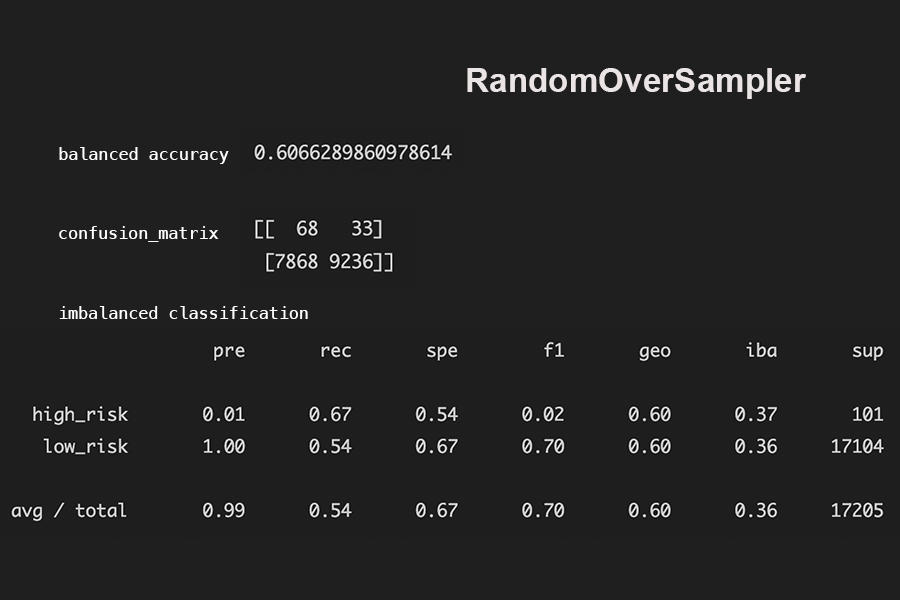 RandomOverSampler
balanced accuracy 0.6066289860978614
confusion_matrix [[ 68 33]
[7868 9236]]
imbalanced classification
pre rec spe f1 geo iba sup
high_risk 0.01 0.67 0.54 0.02 0.60 0.37 101
low_risk 1.00 0.54 0.67 0.70 0.60 0.36 17104
avg / total 0.99 0.54 0.67 0.70 0.60 0.36 17205